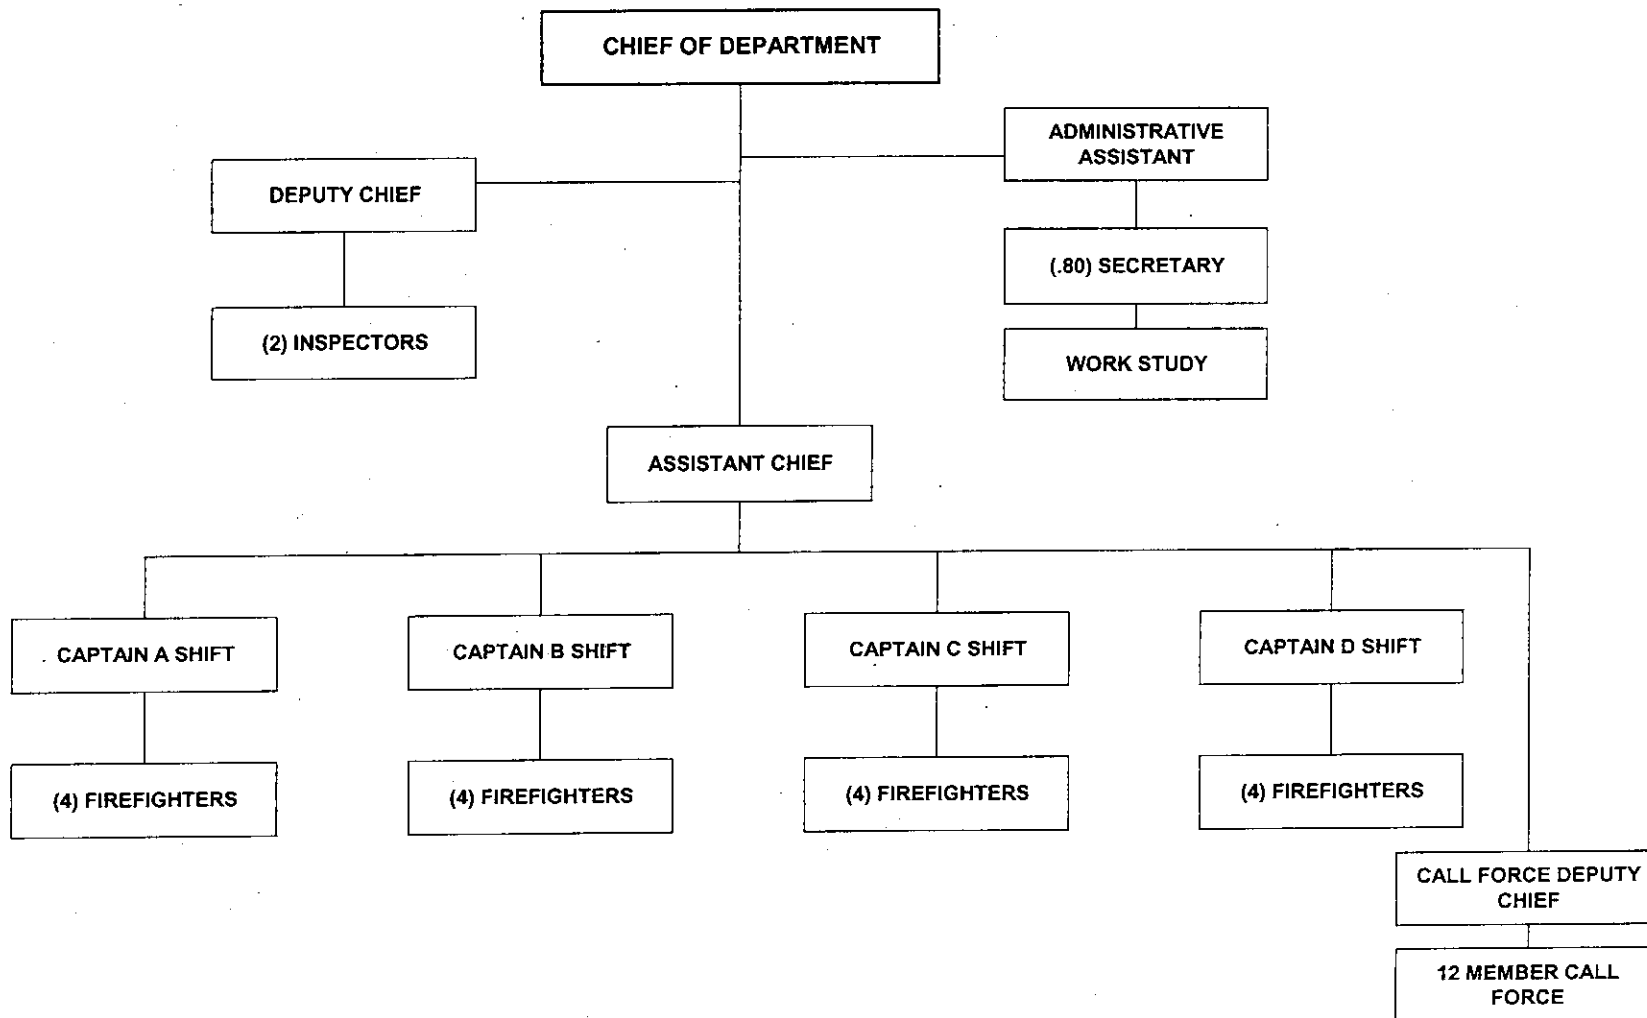 CHIEF OF DEPARTMENT
ADMINISTRATIVE
ASSISTANT
DEPUTY CHIEF
(.80) SECRETARY
(2) INSPECTORS
WORK STUDY
ASSISTANT CHIEF
CAPTAIN A SHIFT
CAPTAIN B SHIFT
CAPTAIN C SHIFT
CAPTAIN D SHIFT
(4) FIREFIGHTERS
(4) FIREFIGHTERS
(4) FIREFIGHTERS
(4) FIREFIGHTERS
CALL FORCE DEPUTY
CHIEF
12 MEMBER CALL
FORCE